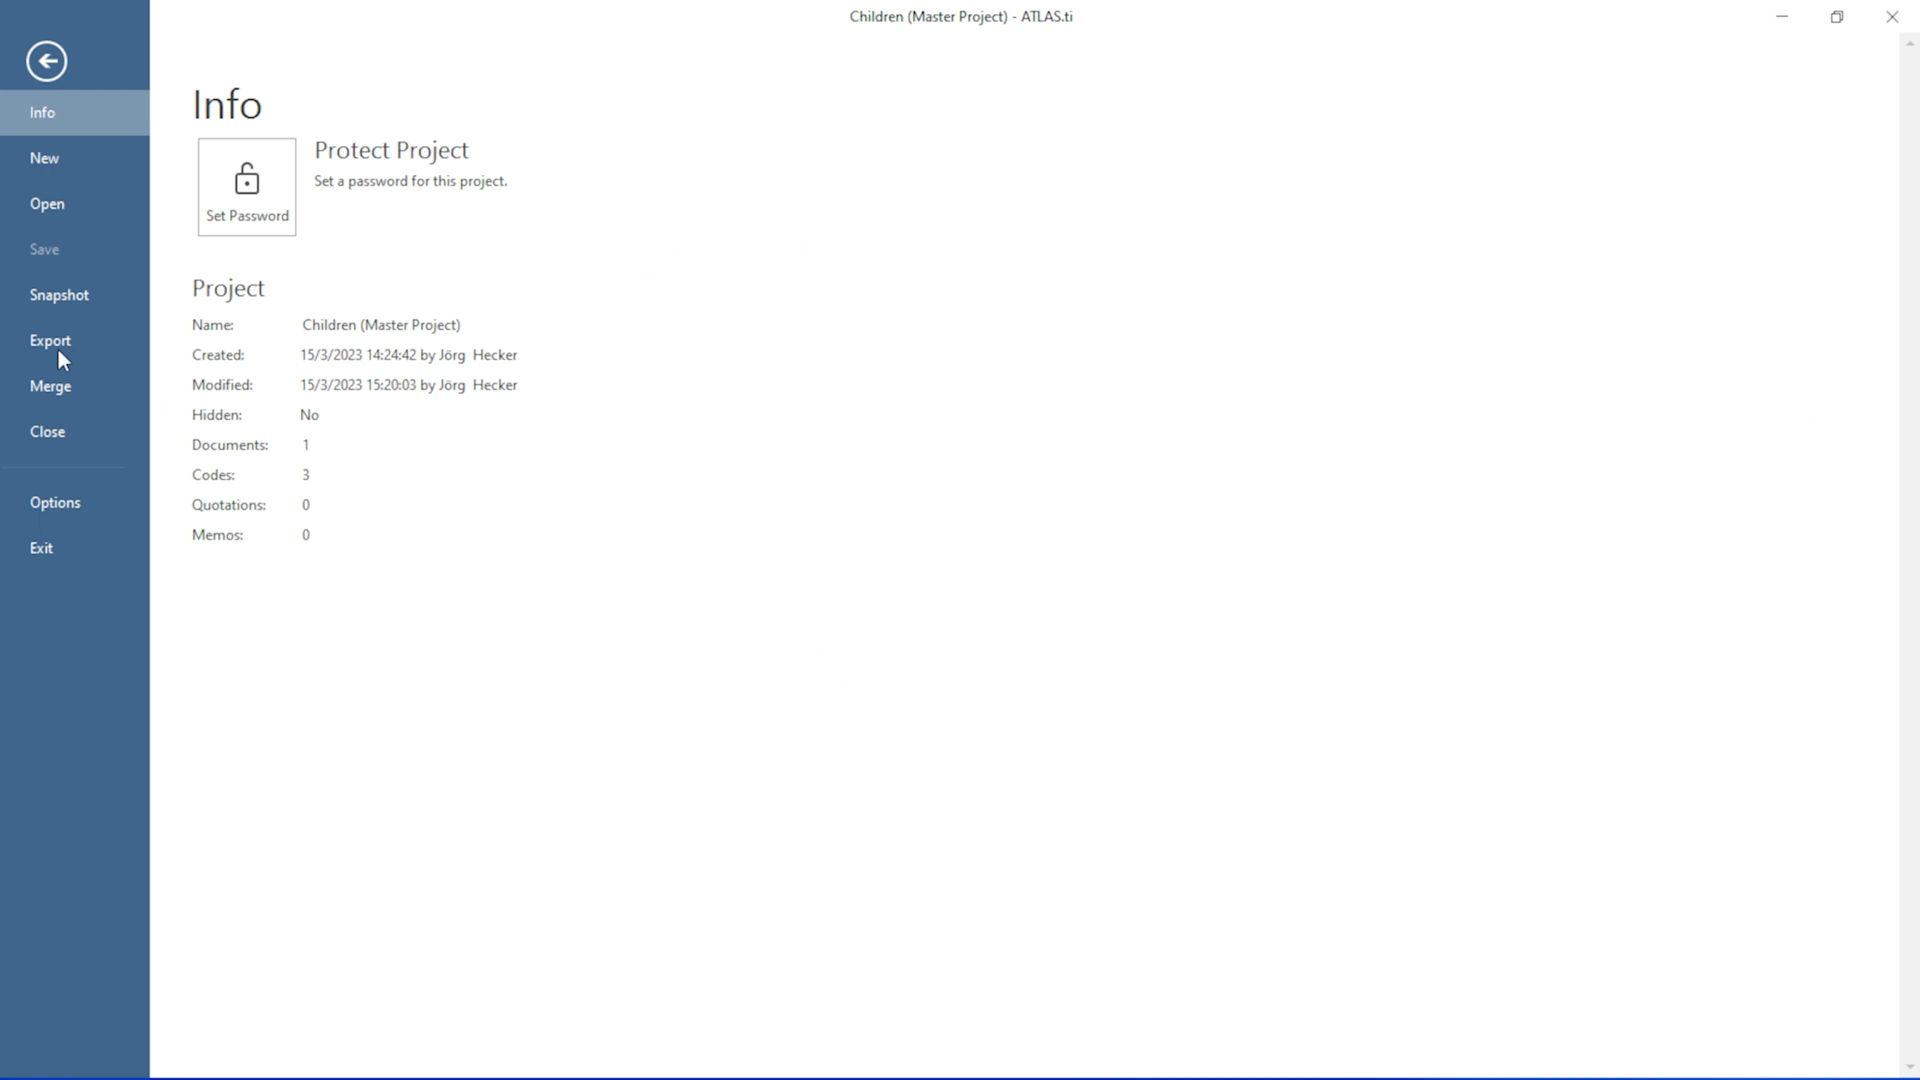 Children (Master Project) - ATLAS.ti
Info
New
Open
Save
Snapshot
Export
Merge
Close
Options
Exit
Info
Set Password
Protect Project
Set a password for this project.
Project
Name: Children (Master Project)
Created: 15/3/2023 14:24:42 by Jörg Hecker
Modified: 15/3/2023 15:20:03 by Jörg Hecker
Hidden: No
Documents: 1
Codes: 3
Quotations: 0
Memos: 0